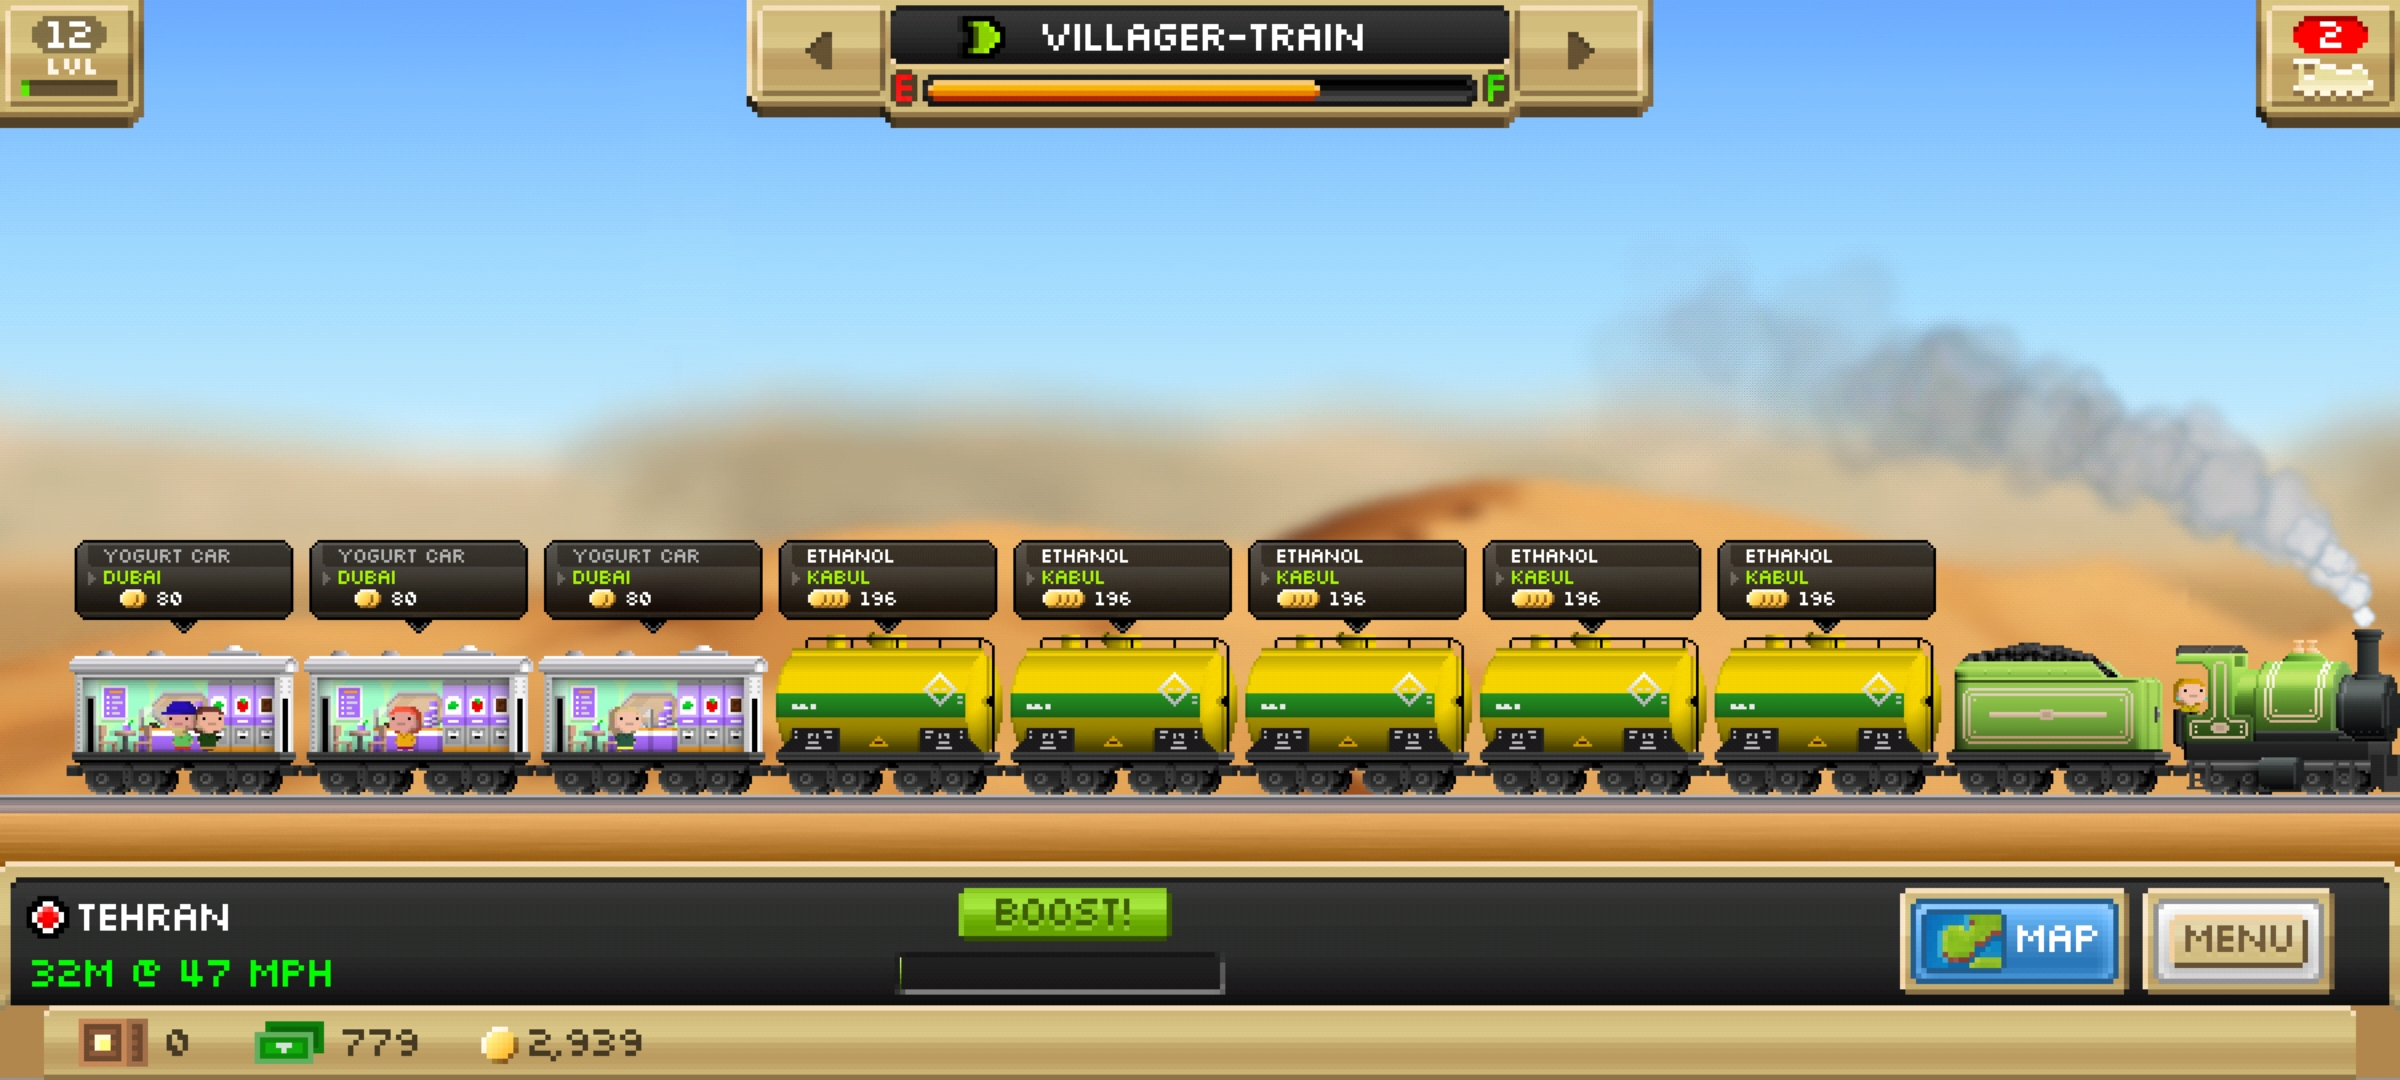 12
LVL
VILLAGER-TRAIN
E F
2
YOGURT CAR
DUBAI
80
YOGURT CAR
DUBAI
80
YOGURT CAR
DUBAI
80
ETHANOL
KABUL
196
ETHANOL
KABUL
196
ETHANOL
KABUL
196
ETHANOL
KABUL
196
ETHANOL
KABUL
196
TEHRAN
32M @ 47 MPH
BOOST!
MAP
MENU
0 779 2,939